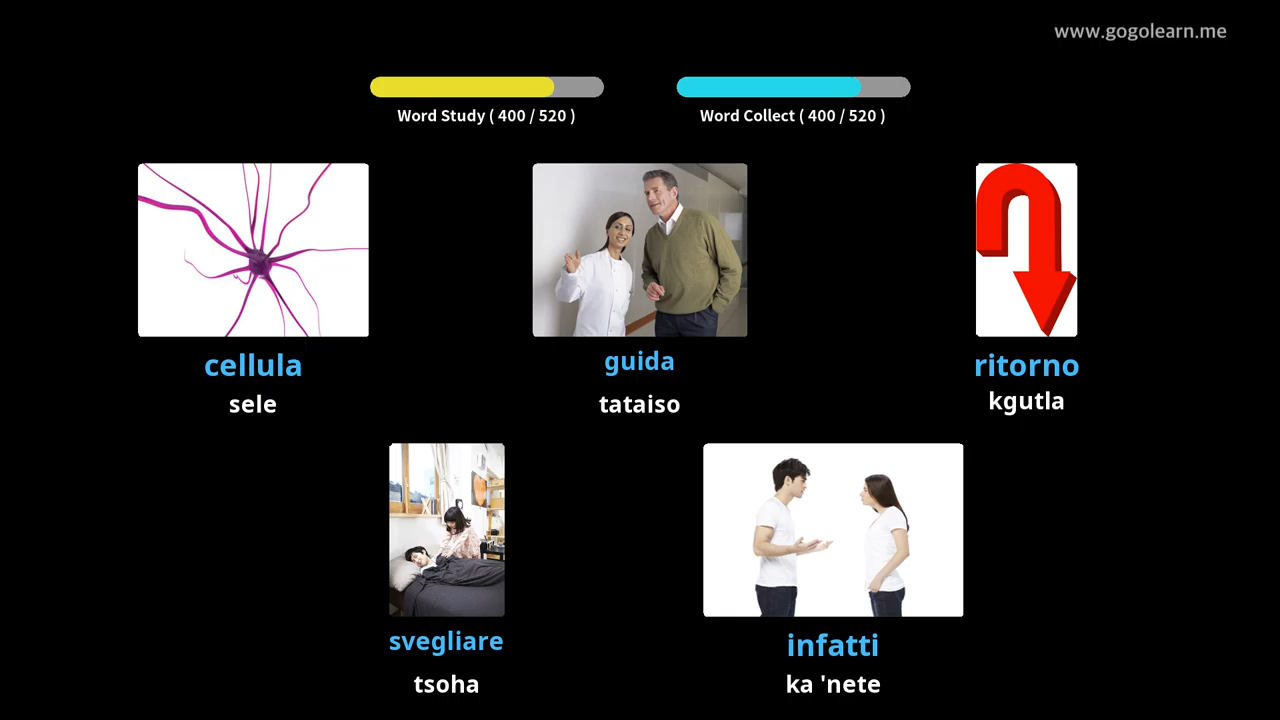 www.gogolearn.me
Word Study ( 400 / 520 )
Word Collect ( 400 / 520 )
cellula
sele
guida
tataiso
ritorno
kgutla
svegliare
tsoha
infatti
ka 'nete